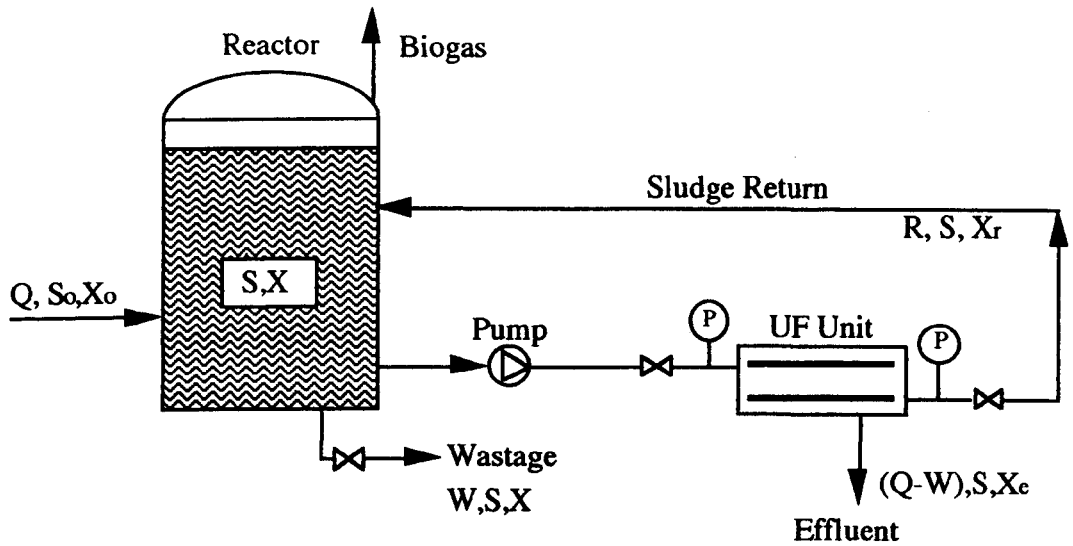 Reactor
Biogas
Sludge Return
R, S, Xr
S,X
Q, So,Xo
Pump
P
UF Unit
P
Wastage
W,S,X
(Q-W),S,Xe
Effluent